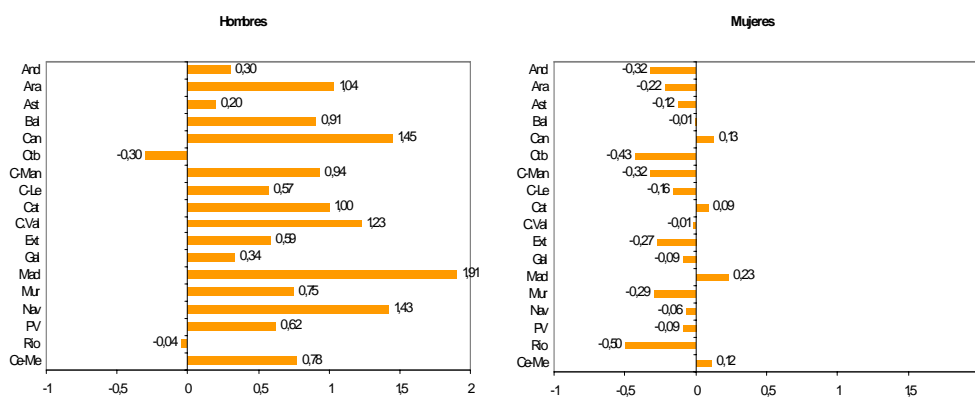 Hombres
And 0,30
Ara 1,04
Ast 0,20
Bal 0,91
Can 1,45
Ctb -0,30
C-Man 0,94
C-Le 0,57
Cat 1,00
C.Val 1,23
Ext 0,59
Gal 0,34
Mad 1,91
Mur 0,75
Nav 1,43
PV 0,62
Rio -0,04
Ce-Me 0,78
-1 -0,5 0 0,5 1 1,5 2
Mujeres
And -0,32
Ara -0,22
Ast -0,12
Bal -0,01
Can 0,13
Ctb -0,43
C-Man -0,32
C-Le -0,16
Cat 0,09
C.Val -0,01
Ext -0,27
Gal -0,09
Mad 0,23
Mur -0,29
Nav -0,06
PV -0,09
Rio -0,50
Ce-Me 0,12
-1 -0,5 0 0,5 1 1,5